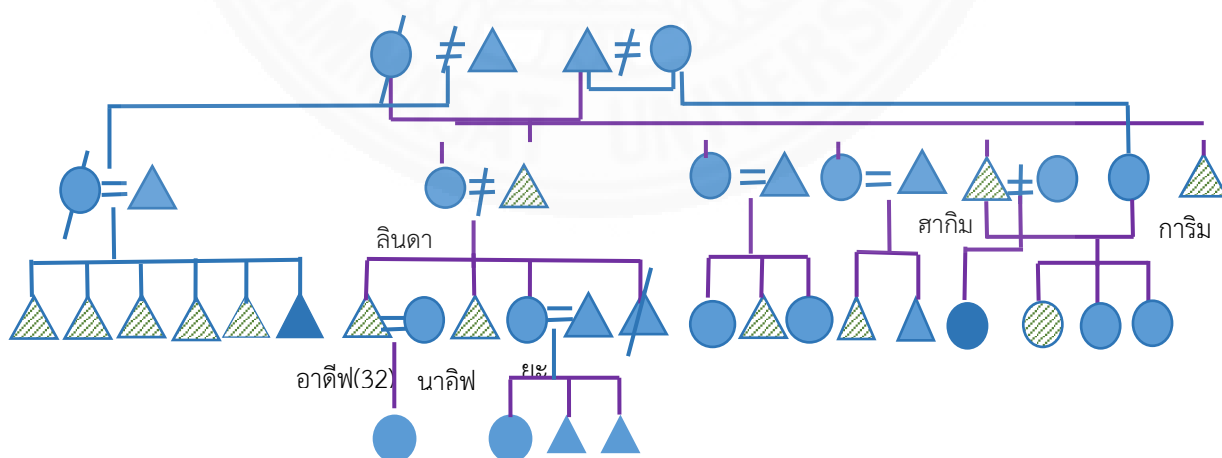 ฮากิม
การิม
ลินดา
อาดีฟ(32)
นาอิฟ
ยะ